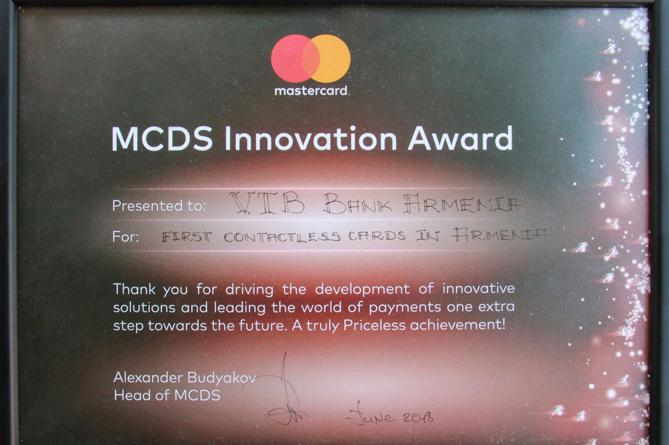 mastercard.
MCDS Innovation Award
Presented to: VTB BANK ARMENIA
For: FIRST CONTACTLESS CARDS IN ARMENIA
Thank you for driving the development of innovative
solutions and leading the world of payments one extra
step towards the future. A truly Priceless achievement!
Alexander Budyakov
Head of MCDS
June 2018